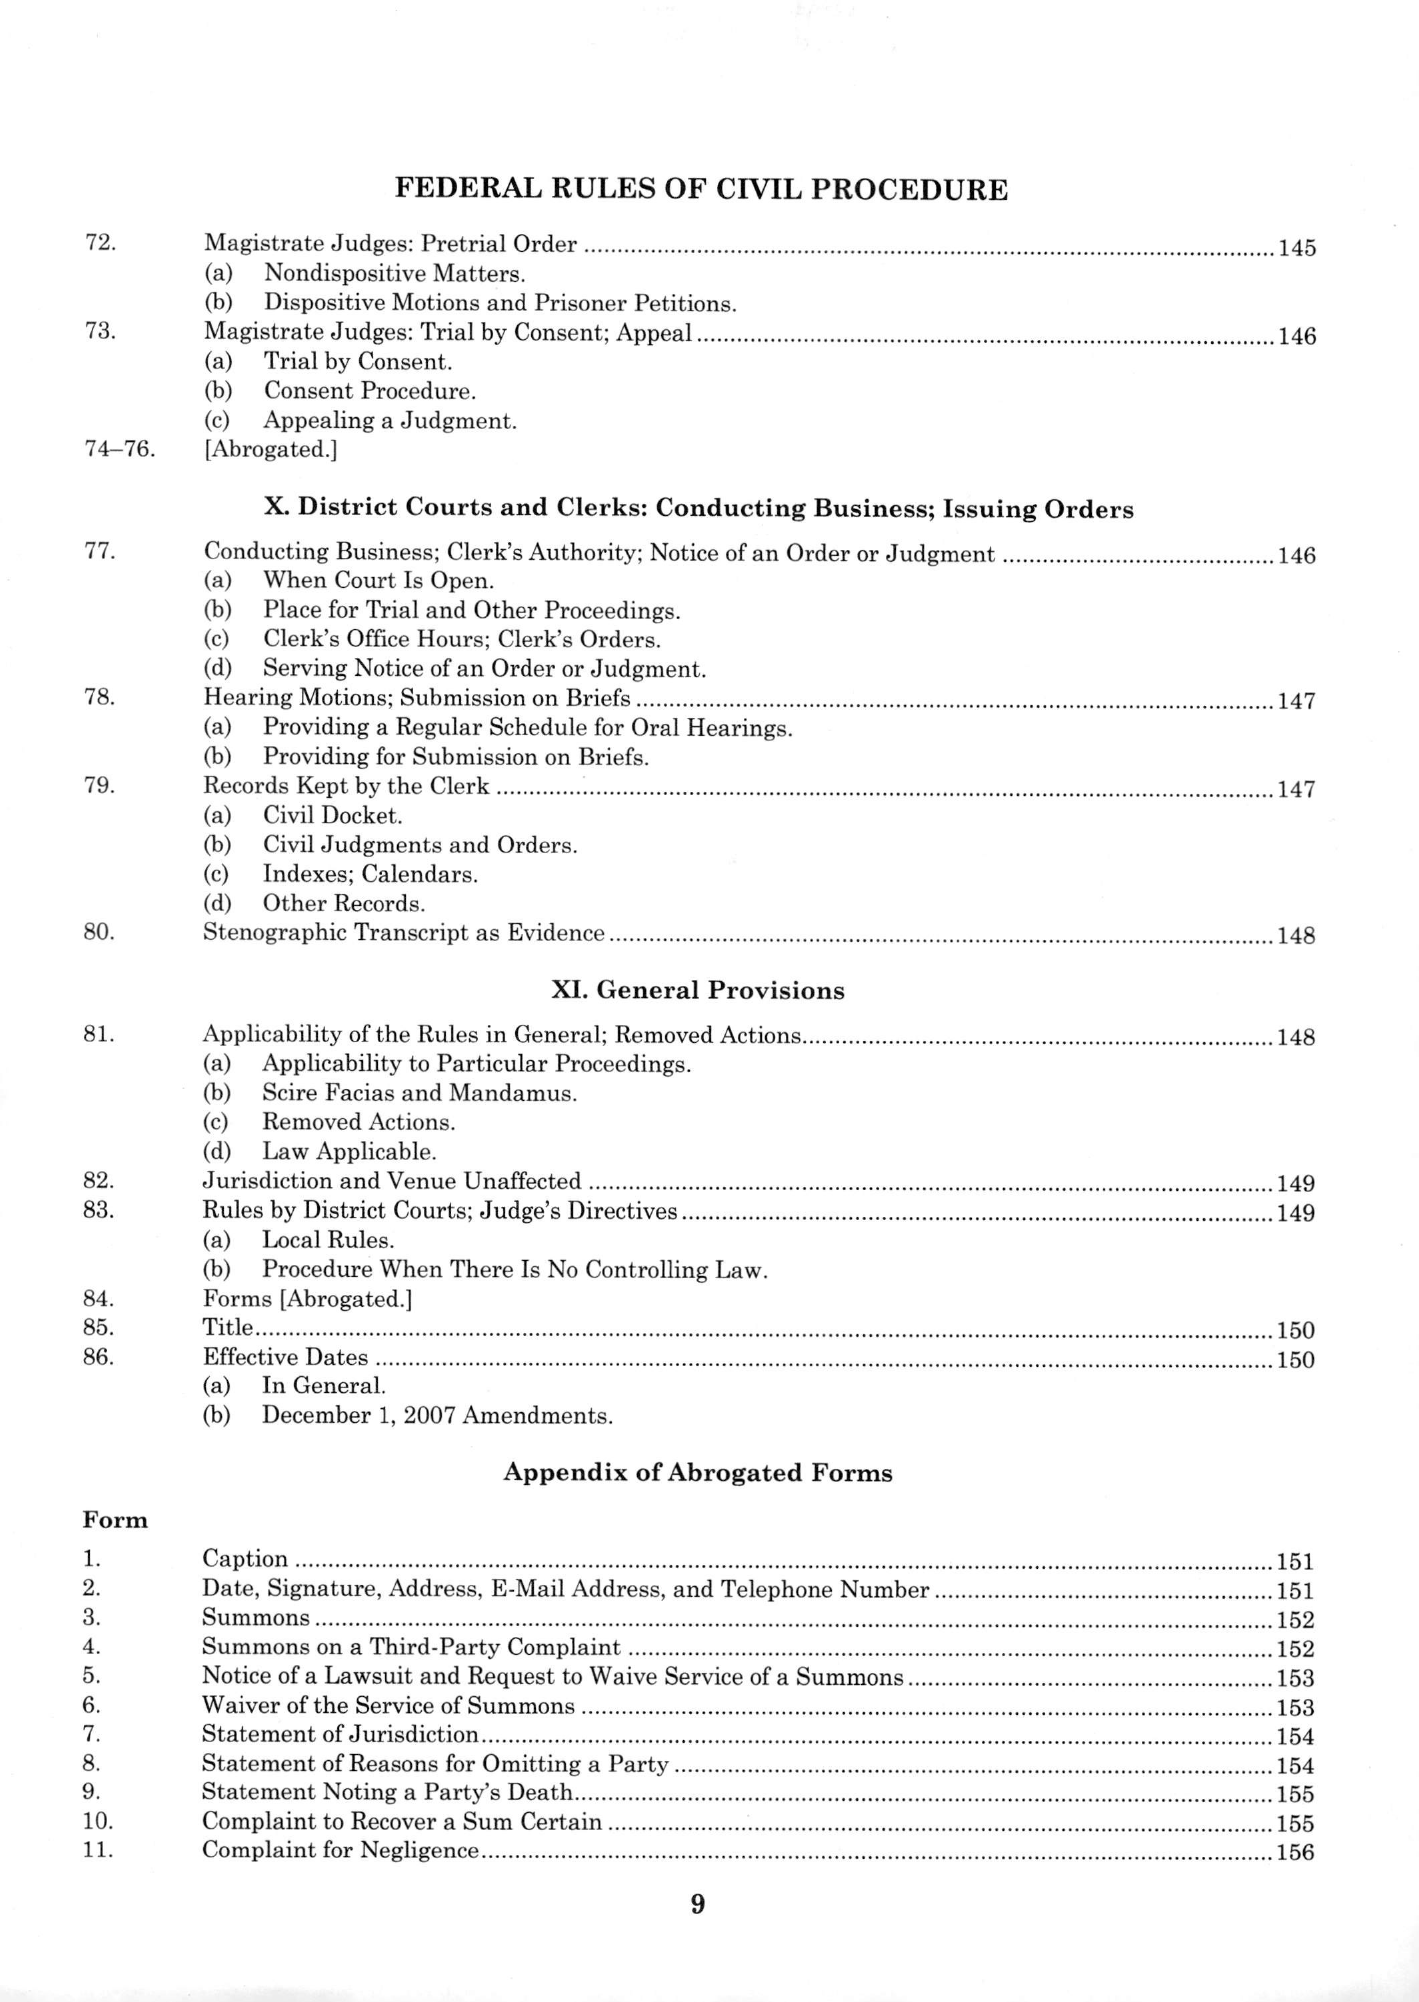 FEDERAL RULES OF CIVIL PROCEDURE
72. Magistrate Judges: Pretrial Order ........ 145
(a) Nondispositive Matters.
(b) Dispositive Motions and Prisoner Petitions.
73. Magistrate Judges: Trial by Consent; Appeal ........ 146
(a) Trial by Consent.
(b) Consent Procedure.
(c) Appealing a Judgment.
74–76. [Abrogated.]
X. District Courts and Clerks: Conducting Business; Issuing Orders
77. Conducting Business; Clerk’s Authority; Notice of an Order or Judgment ........ 146
(a) When Court Is Open.
(b) Place for Trial and Other Proceedings.
(c) Clerk’s Office Hours; Clerk’s Orders.
(d) Serving Notice of an Order or Judgment.
78. Hearing Motions; Submission on Briefs ........ 147
(a) Providing a Regular Schedule for Oral Hearings.
(b) Providing for Submission on Briefs.
79. Records Kept by the Clerk ........ 147
(a) Civil Docket.
(b) Civil Judgments and Orders.
(c) Indexes; Calendars.
(d) Other Records.
80. Stenographic Transcript as Evidence ........ 148
XI. General Provisions
81. Applicability of the Rules in General; Removed Actions ........ 148
(a) Applicability to Particular Proceedings.
(b) Scire Facias and Mandamus.
(c) Removed Actions.
(d) Law Applicable.
82. Jurisdiction and Venue Unaffected ........ 149
83. Rules by District Courts; Judge’s Directives ........ 149
(a) Local Rules.
(b) Procedure When There Is No Controlling Law.
84. Forms [Abrogated.]
85. Title ........ 150
86. Effective Dates ........ 150
(a) In General.
(b) December 1, 2007 Amendments.
Appendix of Abrogated Forms
Form
1. Caption ........ 151
2. Date, Signature, Address, E-Mail Address, and Telephone Number ........ 151
3. Summons ........ 152
4. Summons on a Third-Party Complaint ........ 152
5. Notice of a Lawsuit and Request to Waive Service of a Summons ........ 153
6. Waiver of the Service of Summons ........ 153
7. Statement of Jurisdiction ........ 154
8. Statement of Reasons for Omitting a Party ........ 154
9. Statement Noting a Party’s Death ........ 155
10. Complaint to Recover a Sum Certain ........ 155
11. Complaint for Negligence ........ 156
9